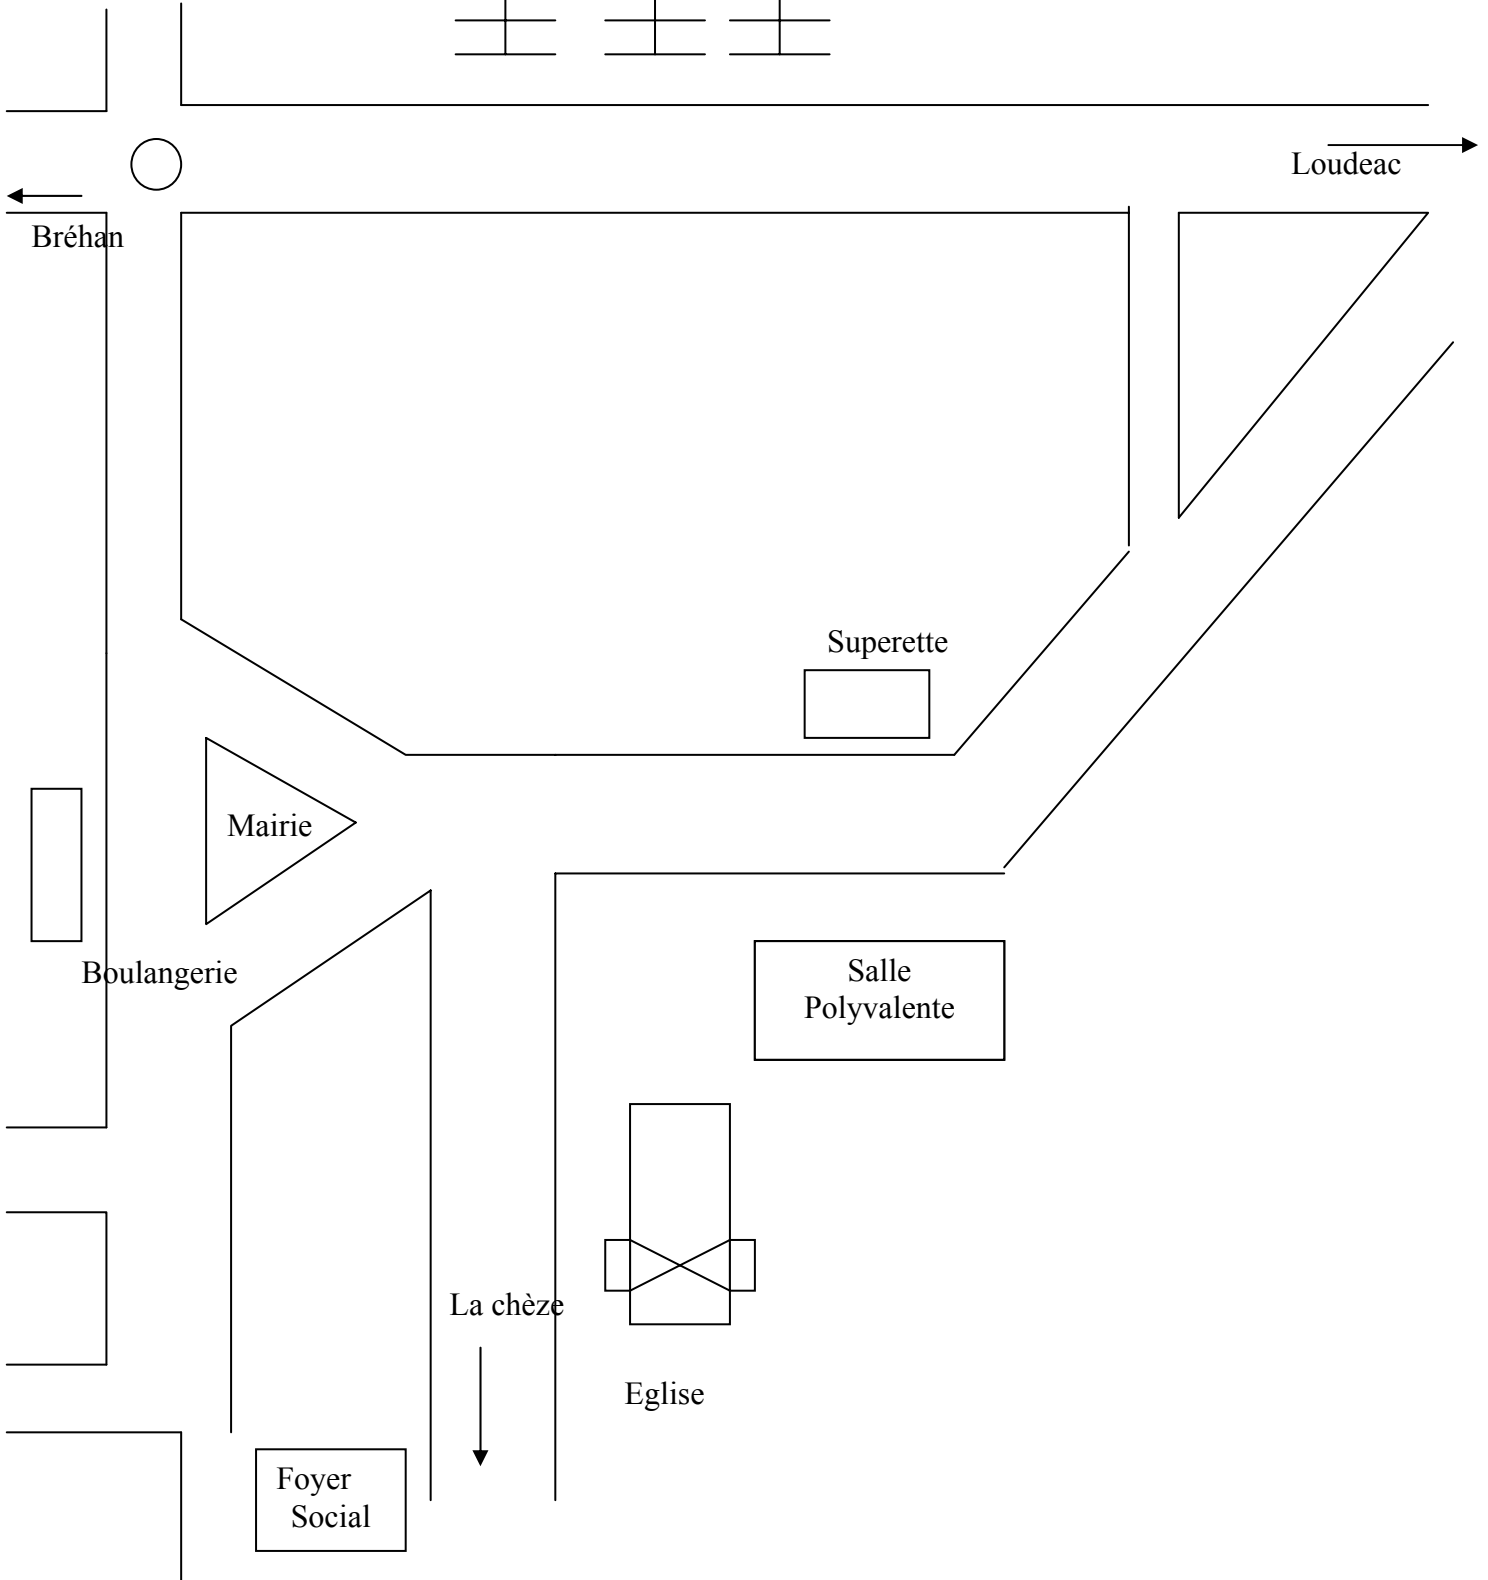 Loudeac
Bréhan
Superette
Mairie
Boulangerie
Salle
Polyvalente
La chèze
Eglise
Foyer
Social